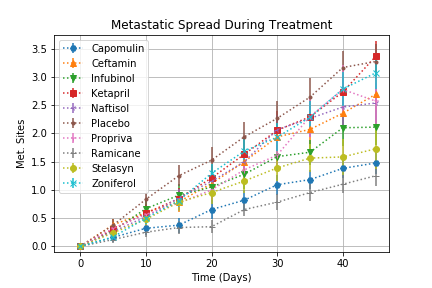 Metastatic Spread During Treatment
Met. Sites
3.5
3.0
2.5
2.0
1.5
1.0
0.5
0.0
Capomulin
Ceftamin
Infubinol
Ketapril
Naftisol
Placebo
Propriva
Ramicane
Stelasyn
Zoniferol
0 10 20 30 40
Time (Days)